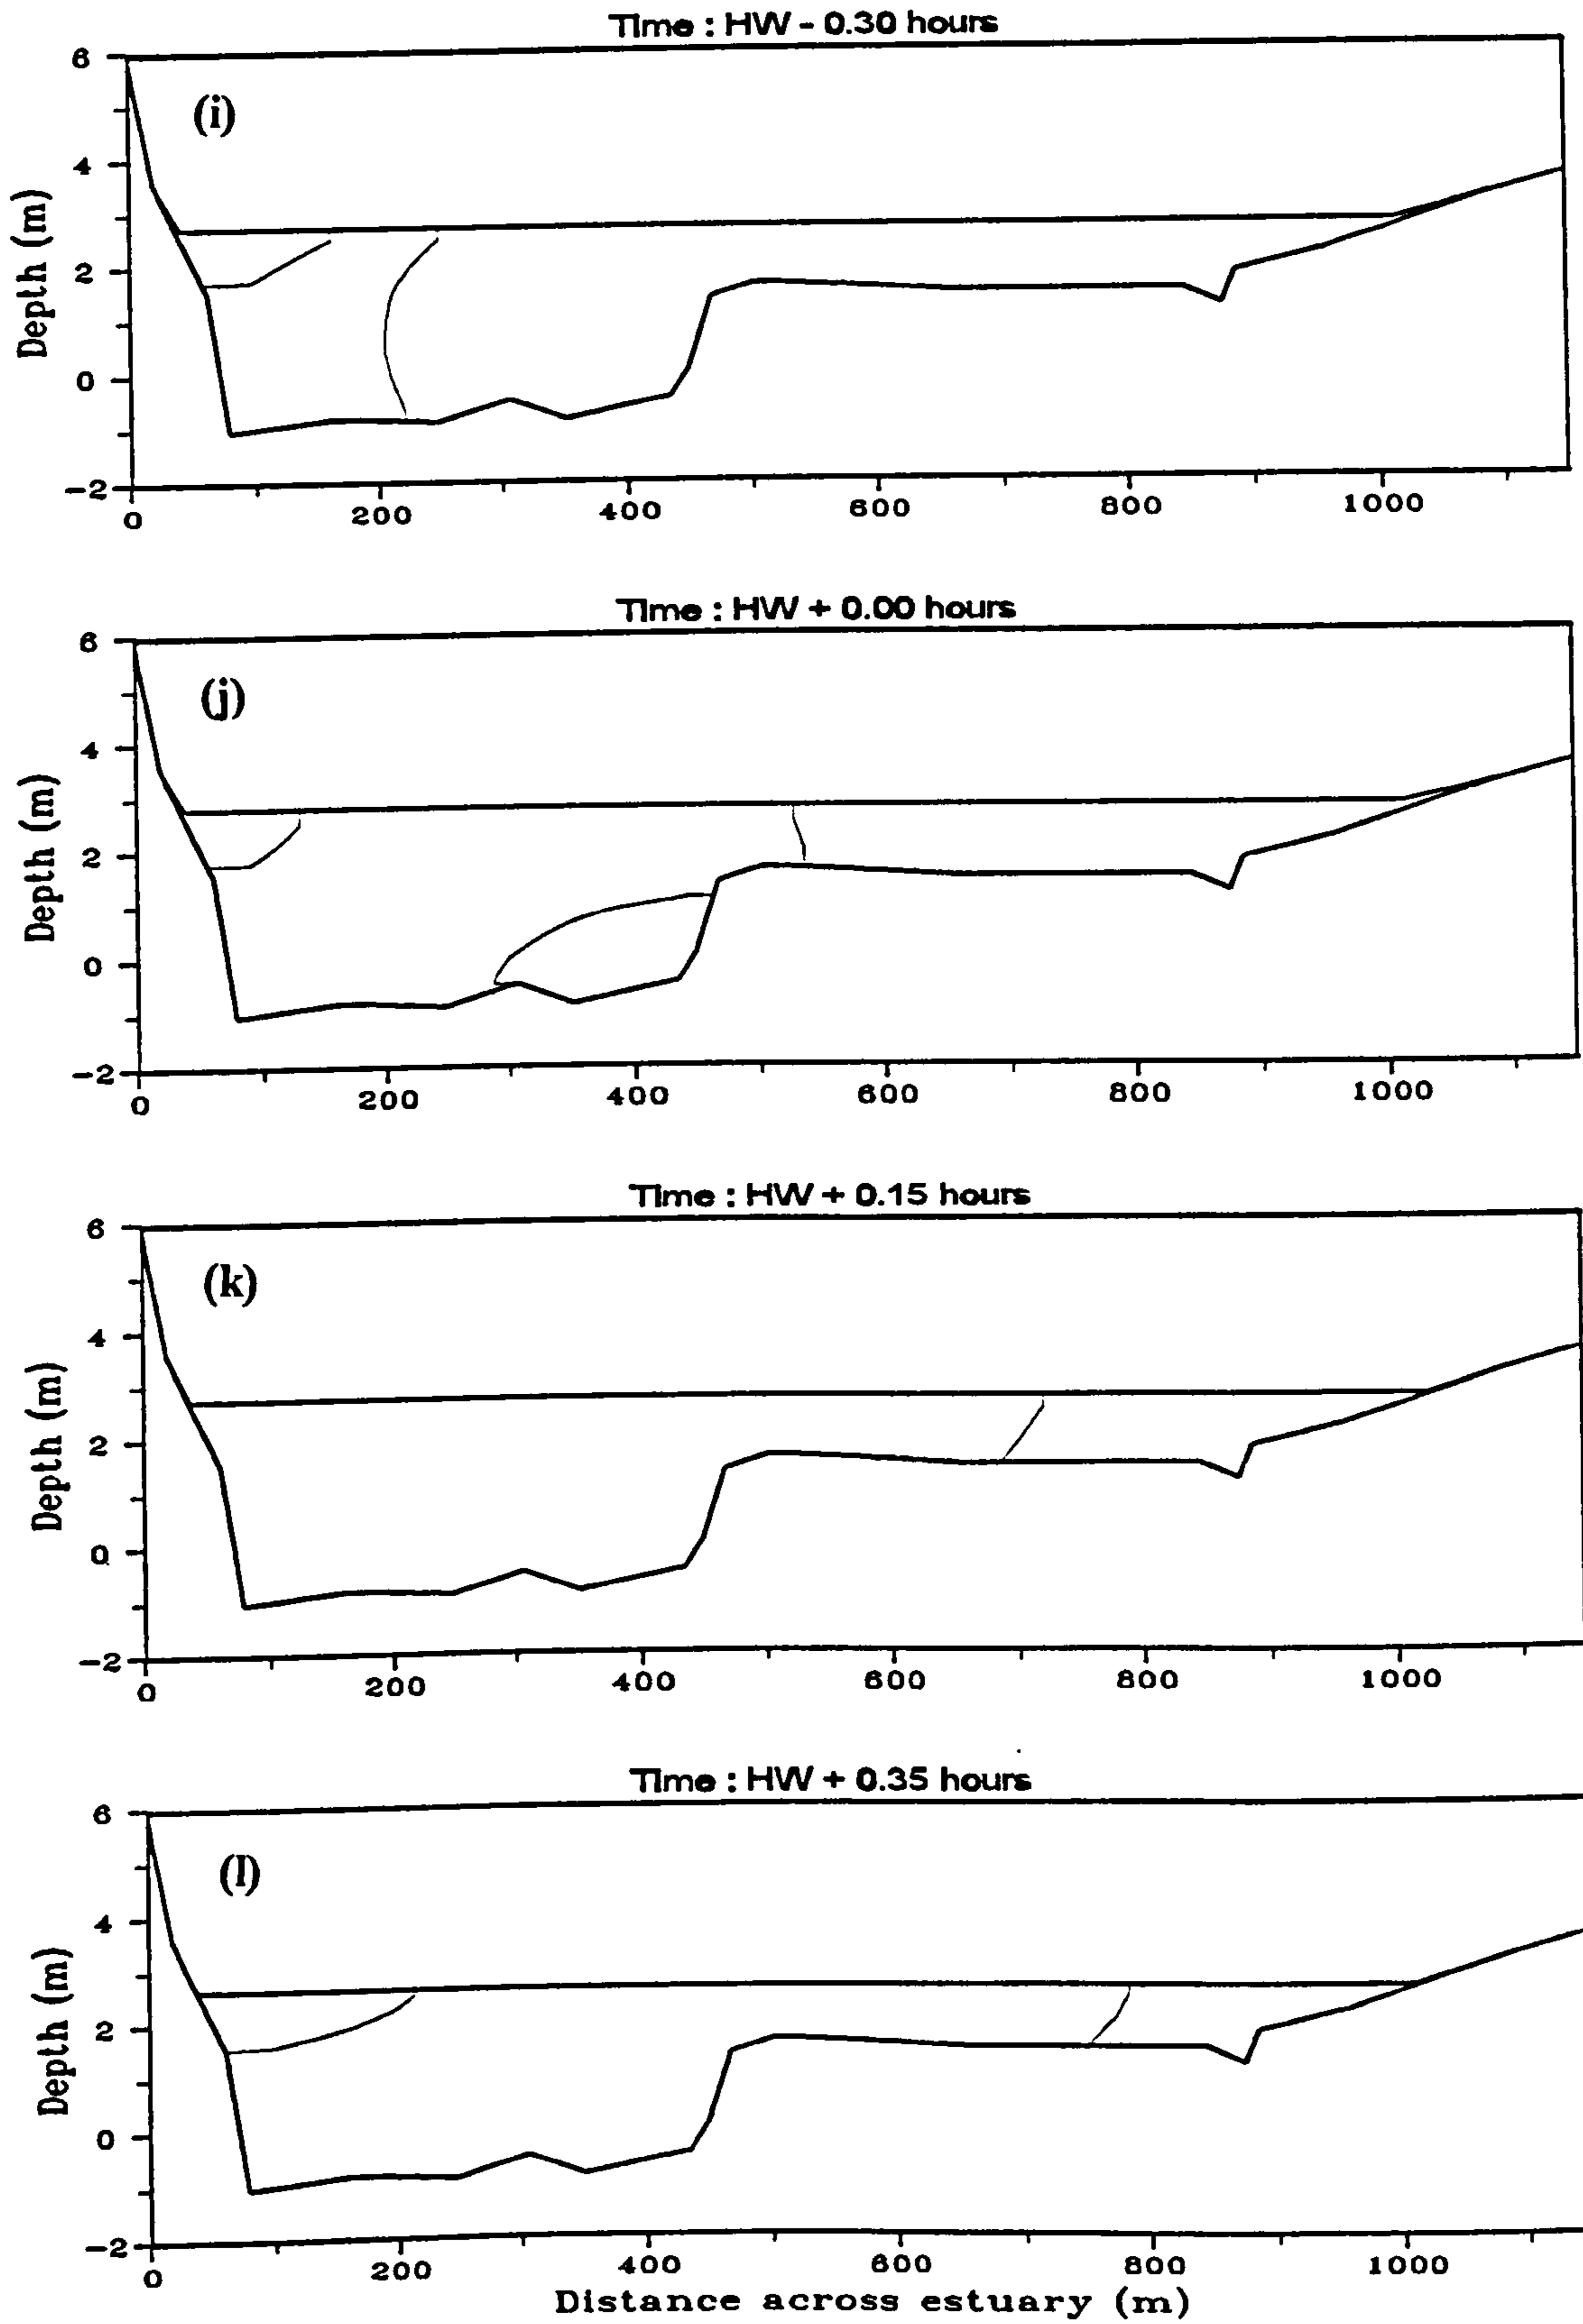 Time : HW - 0.30 hours
(i)
6
4
2
0
-2
Depth (m)
0 200 400 600 800 1000
Time : HW + 0.00 hours
(j)
6
4
2
0
-2
Depth (m)
0 200 400 600 800 1000
Time : HW + 0.15 hours
(k)
6
4
2
0
-2
Depth (m)
0 200 400 600 800 1000
Time : HW + 0.35 hours
(l)
6
4
2
0
-2
Depth (m)
0 200 400 600 800 1000
Distance across estuary (m)